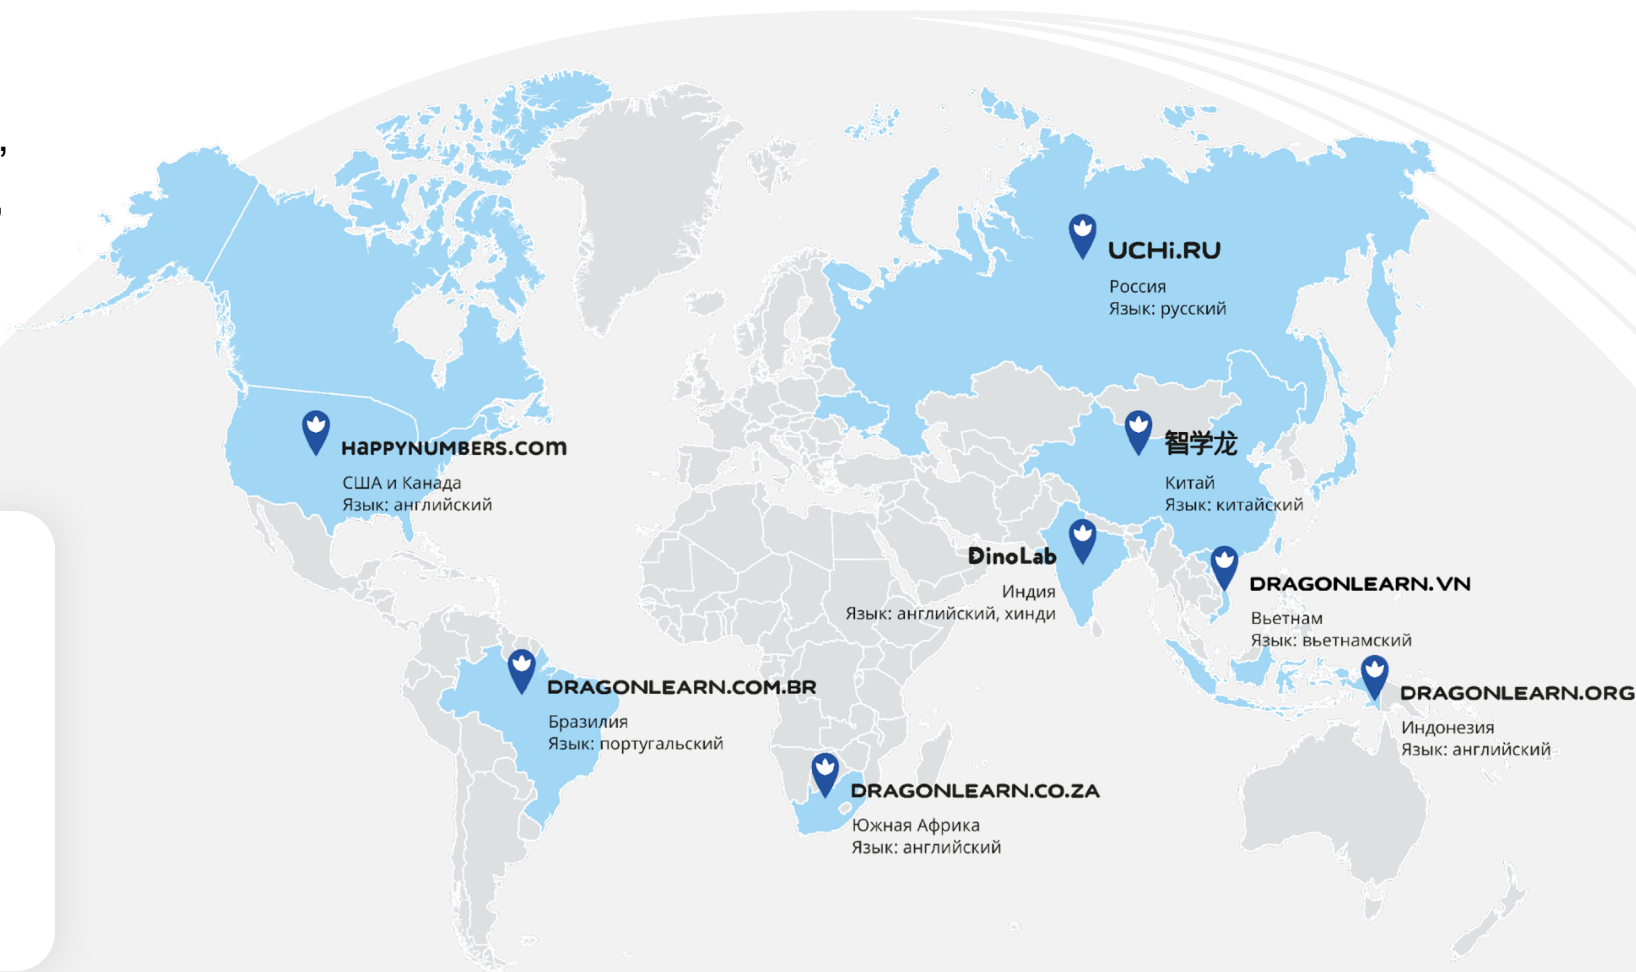 UCHi.RU
Россия
Язык: русский
HaPPYNUMBERS.com
США и Канада
Язык: английский
智学龙
Китай
Язык: китайский
DinoLab
Индия
Язык: английский, хинди
DRAGONLEARN.VN
Вьетнам
Язык: вьетнамский
DRAGONLEARN.COM.BR
Бразилия
Язык: португальский
DRAGONLEARN.ORG
Индонезия
Язык: английский
DRAGONLEARN.CO.ZA
Южная Африка
Язык: английский